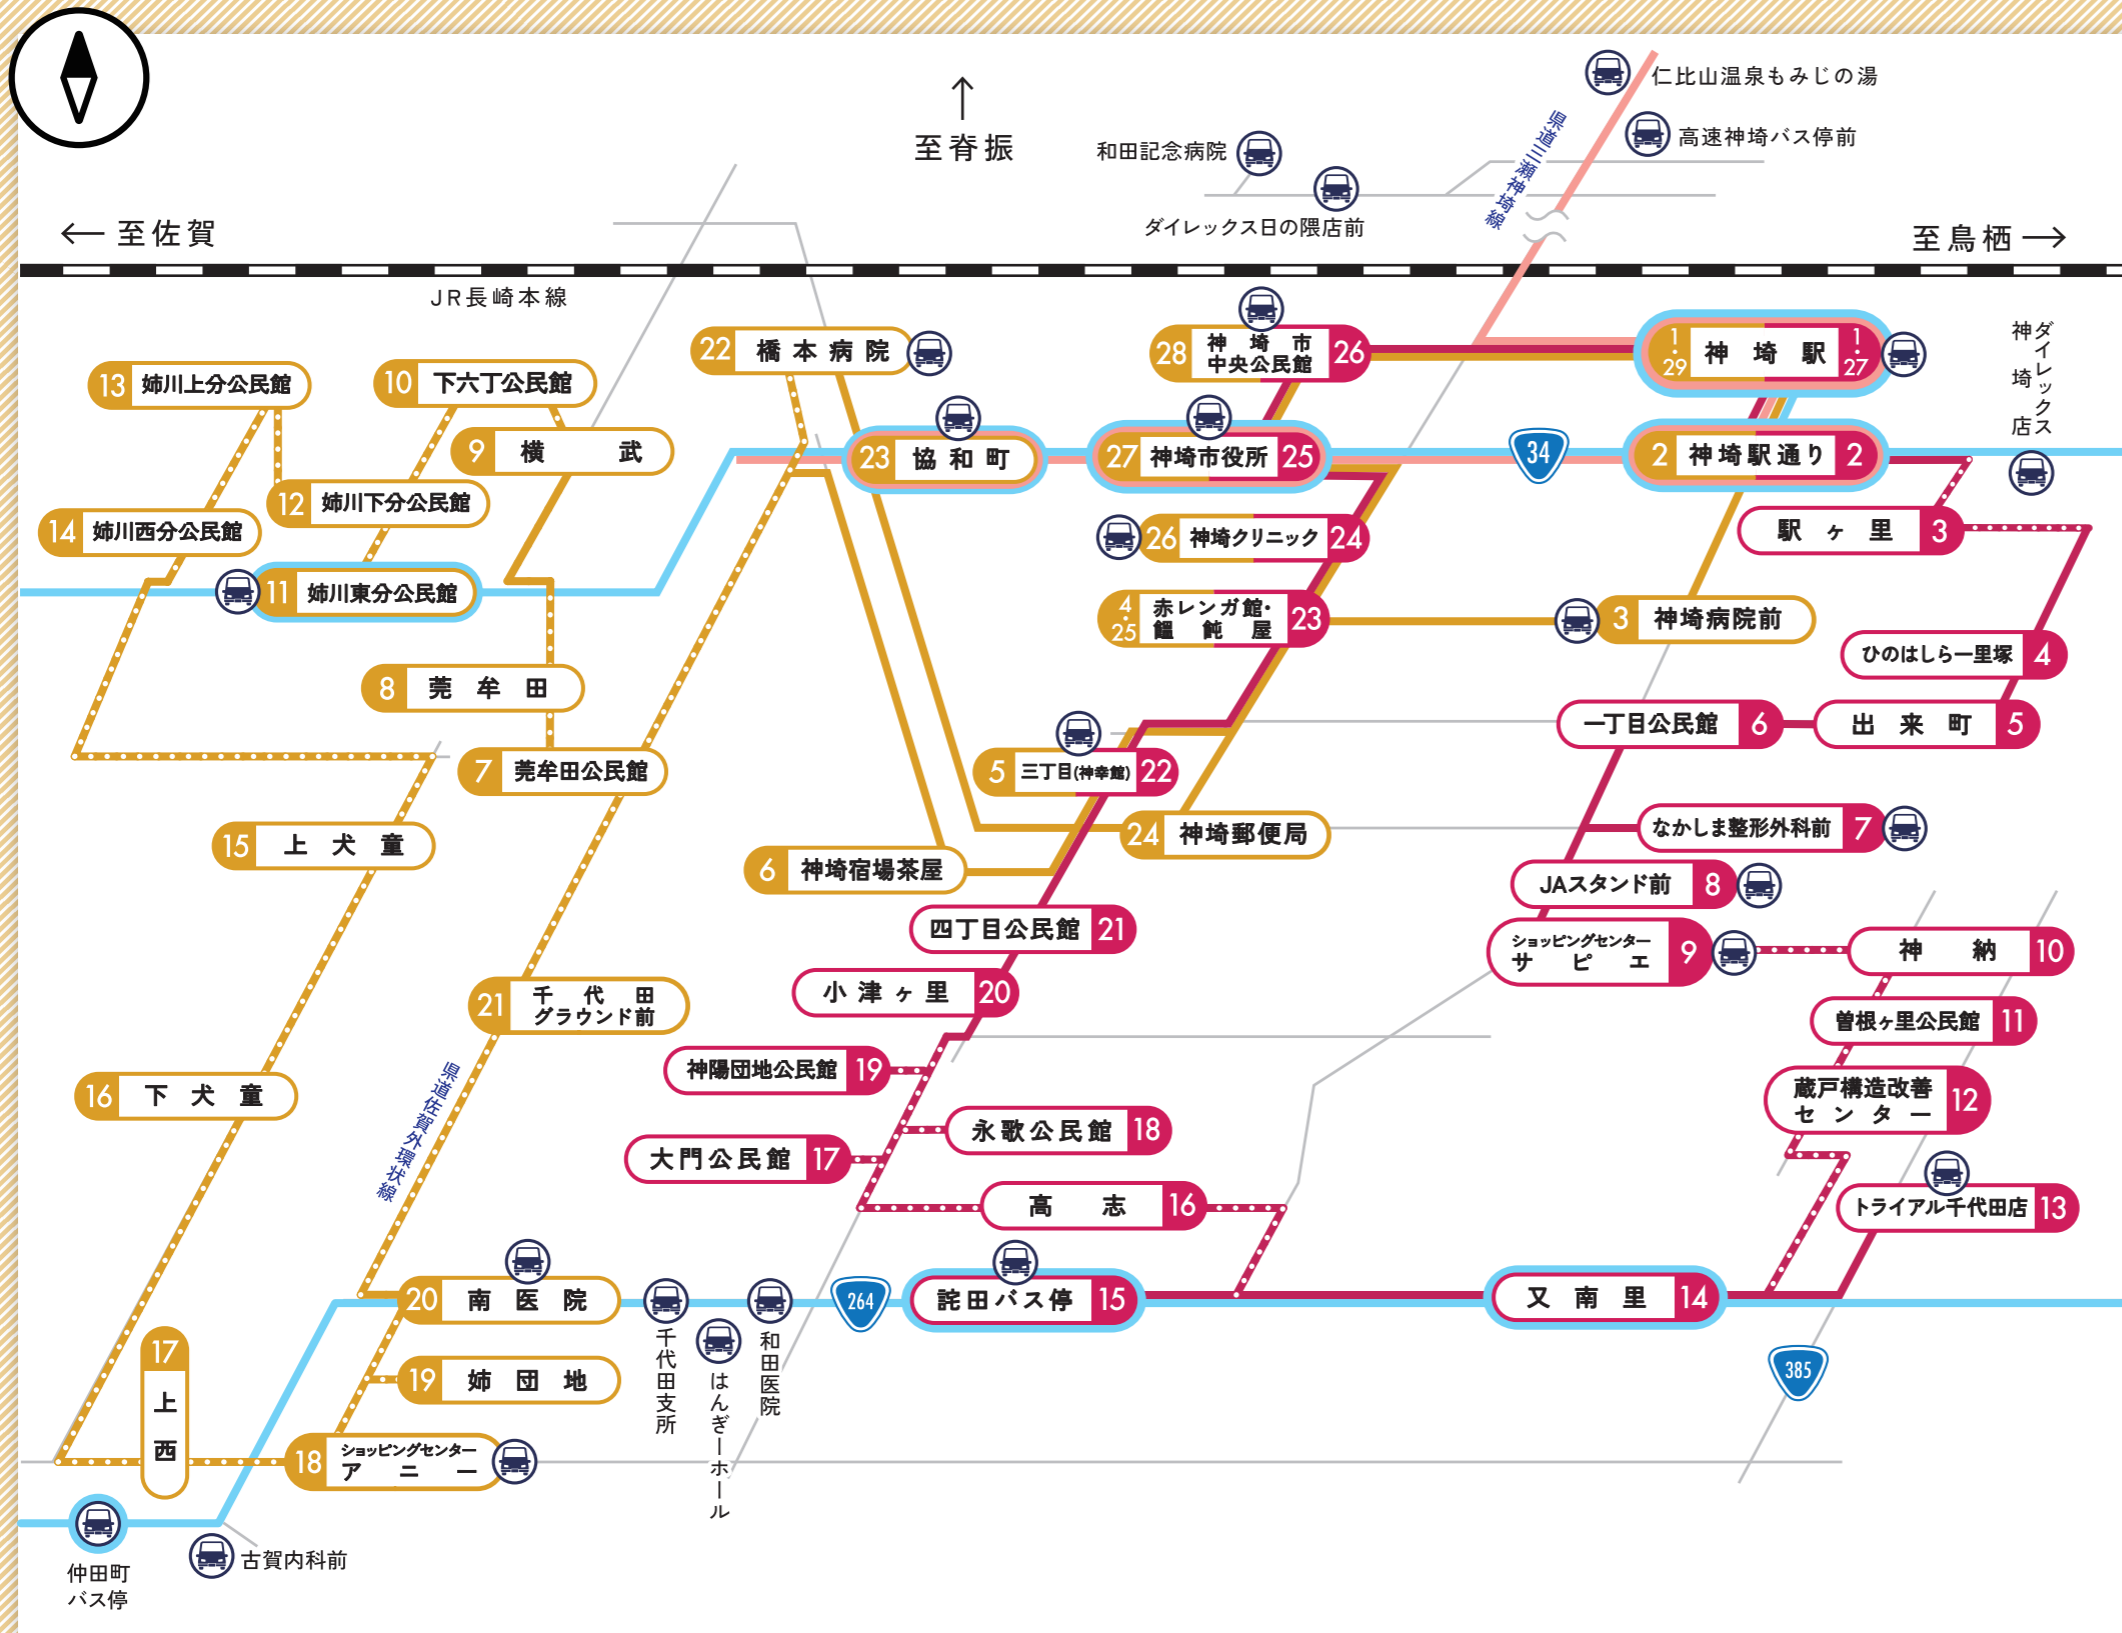 仁比山温泉もみじの湯
高速神埼バス停前
県道三瀬神埼線
至脊振
和田記念病院
ダイレックス日の隈店前
至佐賀
至鳥栖
JR長崎本線
ダイレックス
神埼店
1・29 神埼駅 1・27
2 神埼駅通り 2
34
28 神埼市
中央公民館 26
27 神埼市役所 25
23 協和町
22 橋本病院
13 姉川上分公民館
10 下六丁公民館
9 横武
12 姉川下分公民館
14 姉川西分公民館
11 姉川東分公民館
26 神埼クリニック 24
駅ヶ里 3
4・25 赤レンガ館・
饂飩屋 23
3 神埼病院前
ひのはしら一里塚 4
8 莞牟田
一丁目公民館 6
出来町 5
7 莞牟田公民館
5 三丁目(神幸館) 22
24 神埼郵便局
なかしま整形外科前 7
15 上犬童
6 神埼宿場茶屋
JAスタンド前 8
四丁目公民館 21
ショッピングセンター
サピエ 9
神納 10
21 千代田
グラウンド前
小津ヶ里 20
曽根ヶ里公民館 11
神陽団地公民館 19
16 下犬童
県道佐賀外環状線
蔵戸構造改善
センター 12
永歌公民館 18
大門公民館 17
高志 16
トライアル千代田店 13
20 南医院
264
詫田バス停 15
又南里 14
千代田支所
はんぎーホール
和田医院
385
19 姉団地
17 上西
18 ショッピングセンター
アニー
仲田町
バス停
古賀内科前